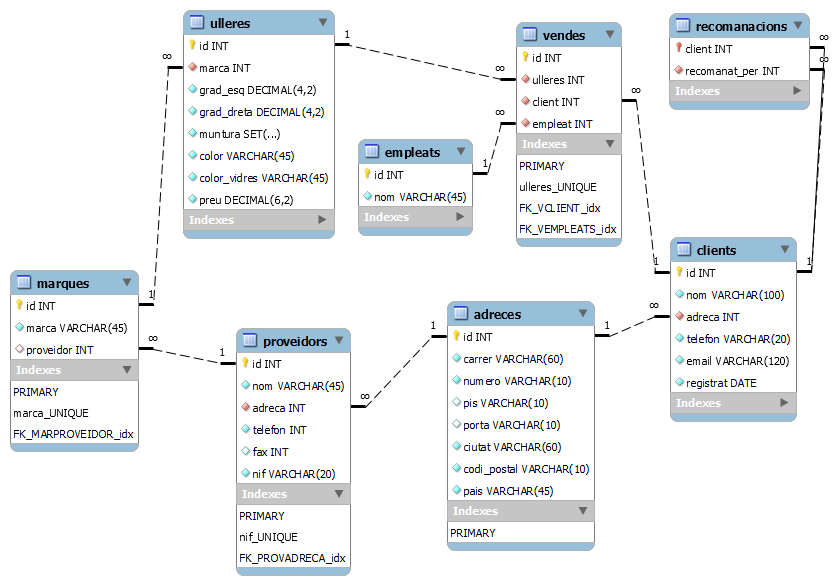 ulleres
id INT
marca INT
grad_esq DECIMAL(4,2)
grad_dreta DECIMAL(4,2)
muntura SET(...)
color VARCHAR(45)
color_vidres VARCHAR(45)
preu DECIMAL(6,2)
Indexes
vendes
id INT
ulleres INT
client INT
empleat INT
Indexes
PRIMARY
ulleres_UNIQUE
FK_VCLIENT_idx
FK_VEMPLEATS_idx
recomanacions
client INT
recomanat_per INT
Indexes
empleats
id INT
nom VARCHAR(45)
Indexes
clients
id INT
nom VARCHAR(100)
adreca INT
telefon VARCHAR(20)
email VARCHAR(120)
registrat DATE
Indexes
marques
id INT
marca VARCHAR(45)
proveidor INT
Indexes
PRIMARY
marca_UNIQUE
FK_MARPROVEIDOR_idx
proveidors
id INT
nom VARCHAR(45)
adreca INT
telefon INT
fax INT
nif VARCHAR(20)
Indexes
PRIMARY
nif_UNIQUE
FK_PROVADRECA_idx
adreces
id INT
carrer VARCHAR(60)
numero VARCHAR(10)
pis VARCHAR(10)
porta VARCHAR(10)
ciutat VARCHAR(60)
codi_postal VARCHAR(10)
pais VARCHAR(45)
Indexes
PRIMARY
1
∞
∞
1
∞
1
∞
1
∞
1
∞
1
1
∞
1
∞
∞
1